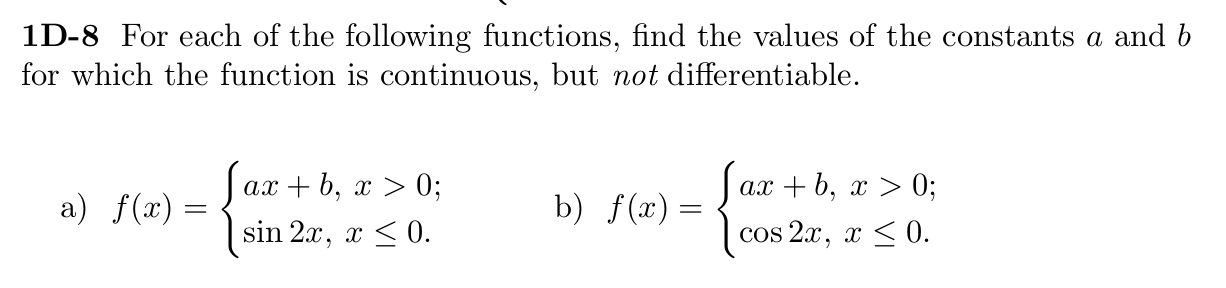 1D-8 For each of the following functions, find the values of the constants a and b
for which the function is continuous, but not differentiable.
a) f(x) = { ax + b, x > 0; sin 2x, x ≤ 0. b) f(x) = { ax + b, x > 0; cos 2x, x ≤ 0.